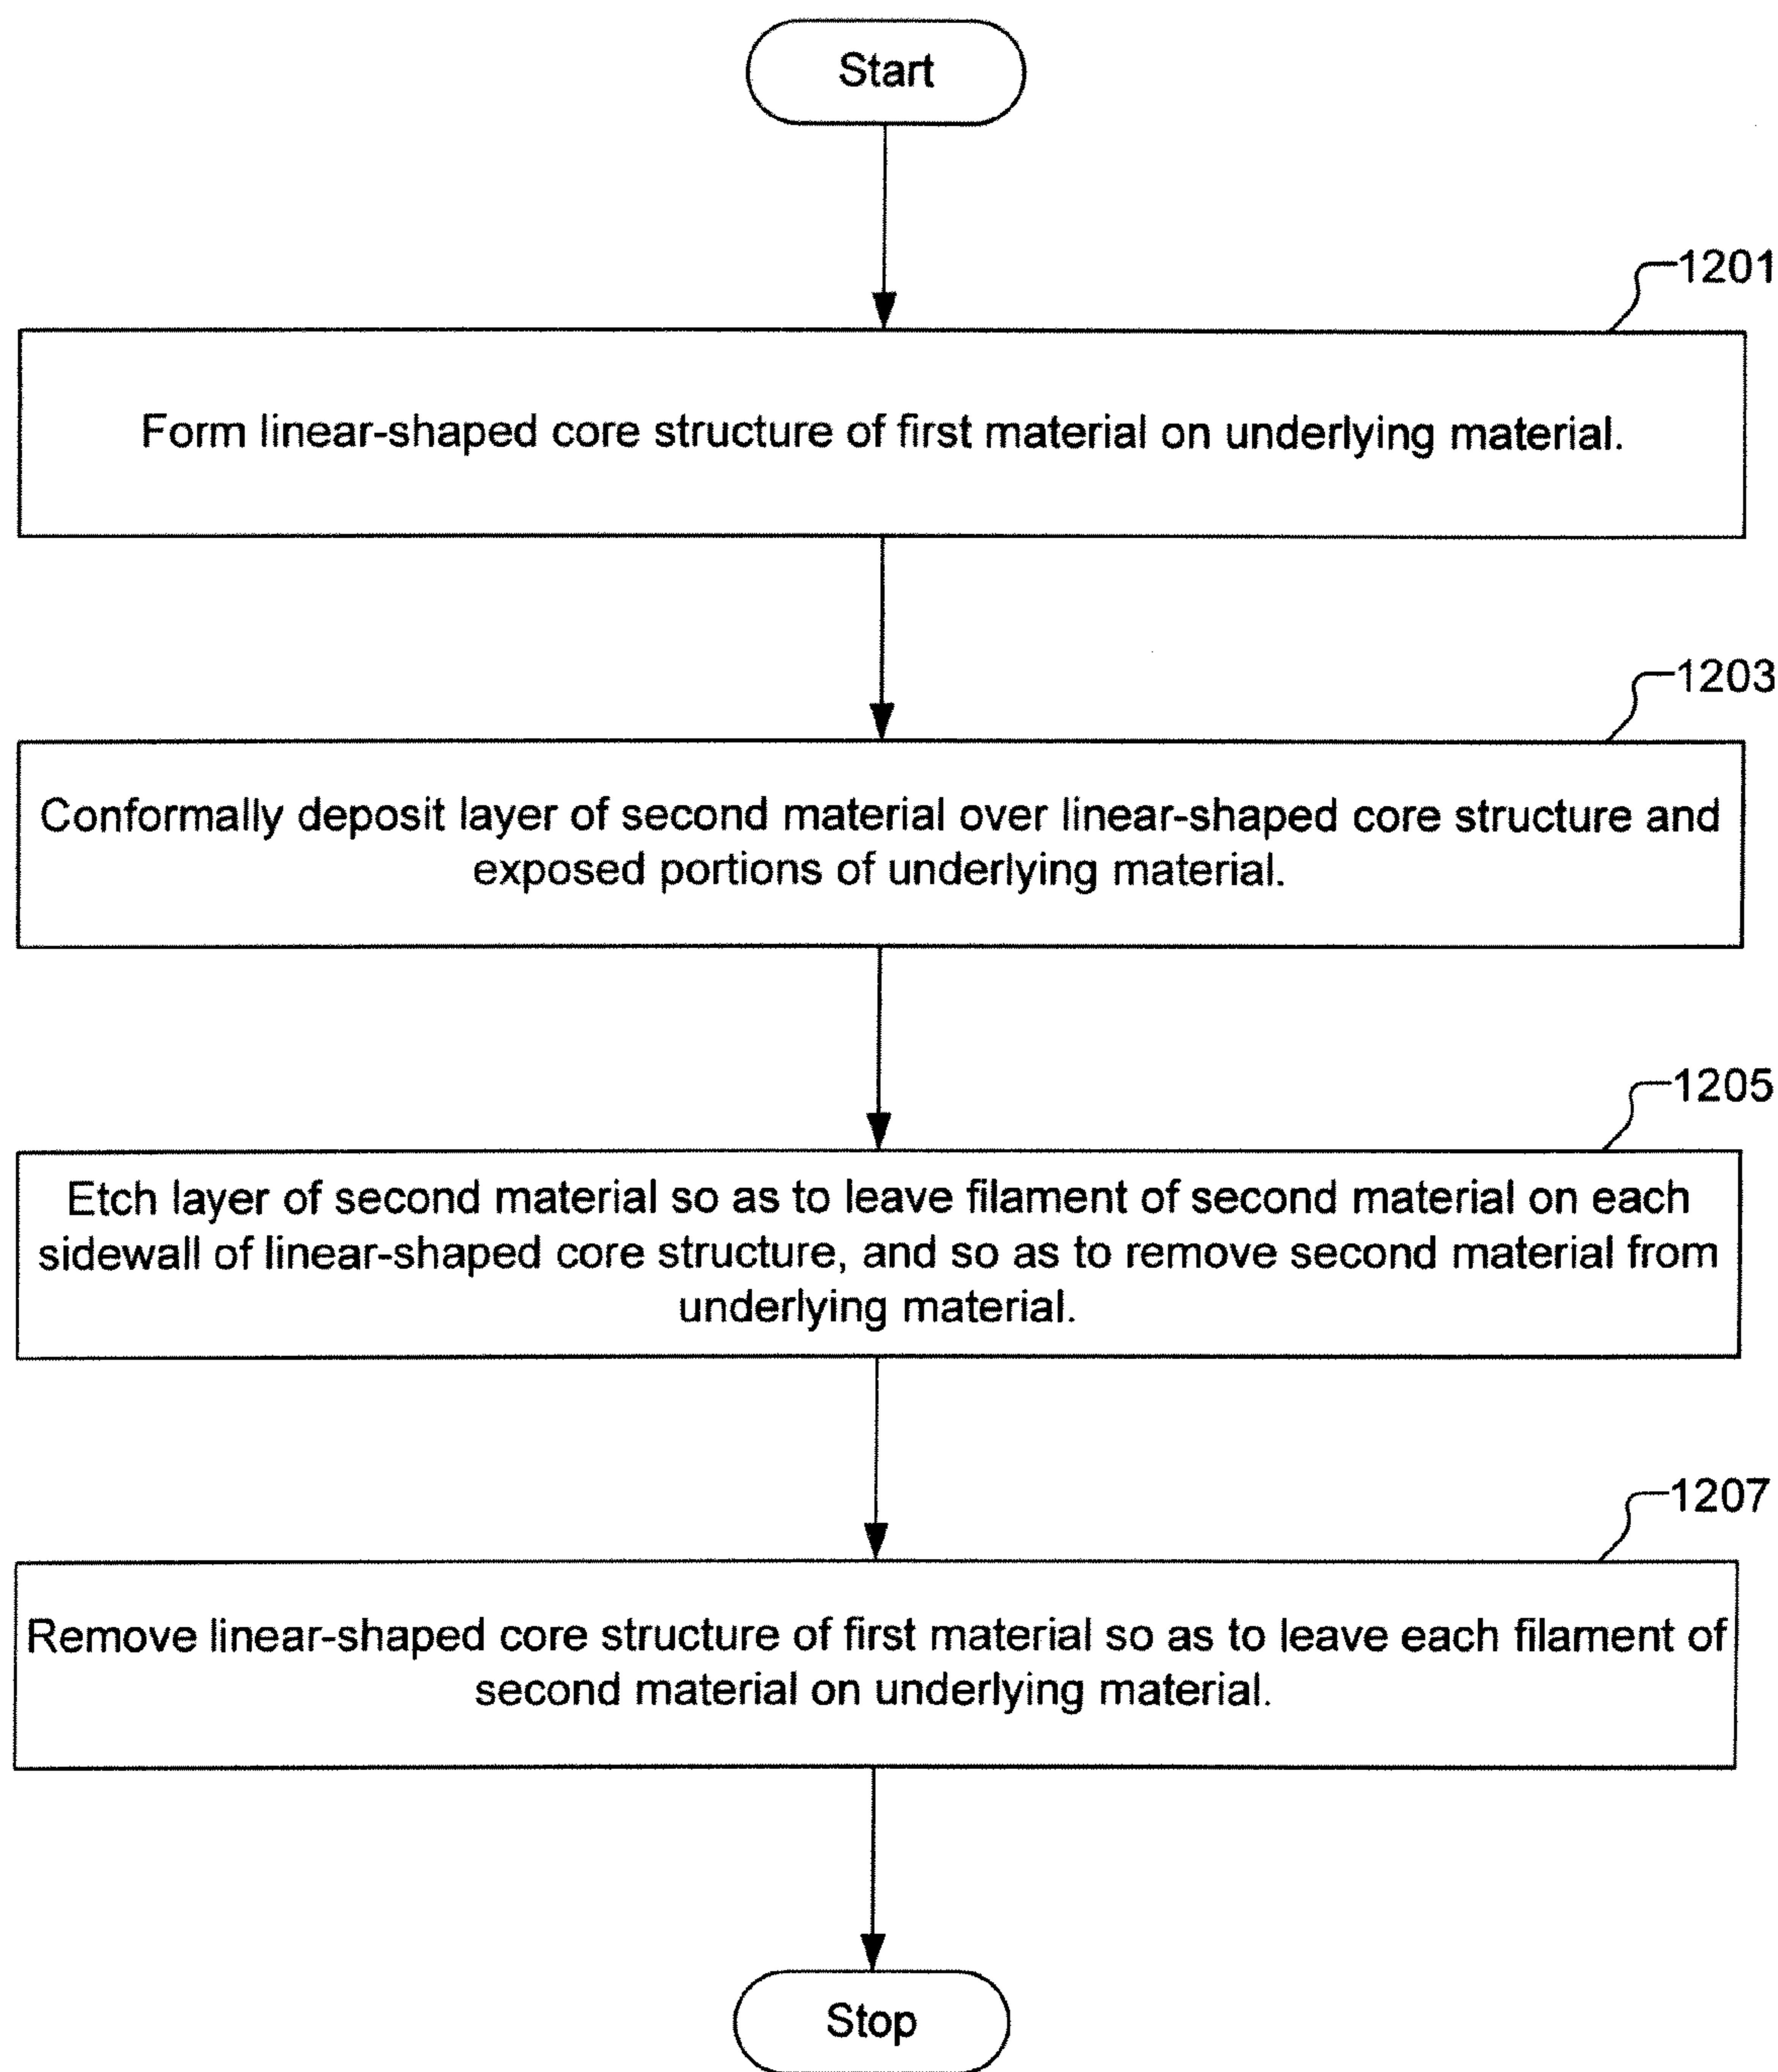 Start
1201
Form linear-shaped core structure of first material on underlying material.
1203
Conformally deposit layer of second material over linear-shaped core structure and
exposed portions of underlying material.
1205
Etch layer of second material so as to leave filament of second material on each
sidewall of linear-shaped core structure, and so as to remove second material from
underlying material.
1207
Remove linear-shaped core structure of first material so as to leave each filament of
second material on underlying material.
Stop